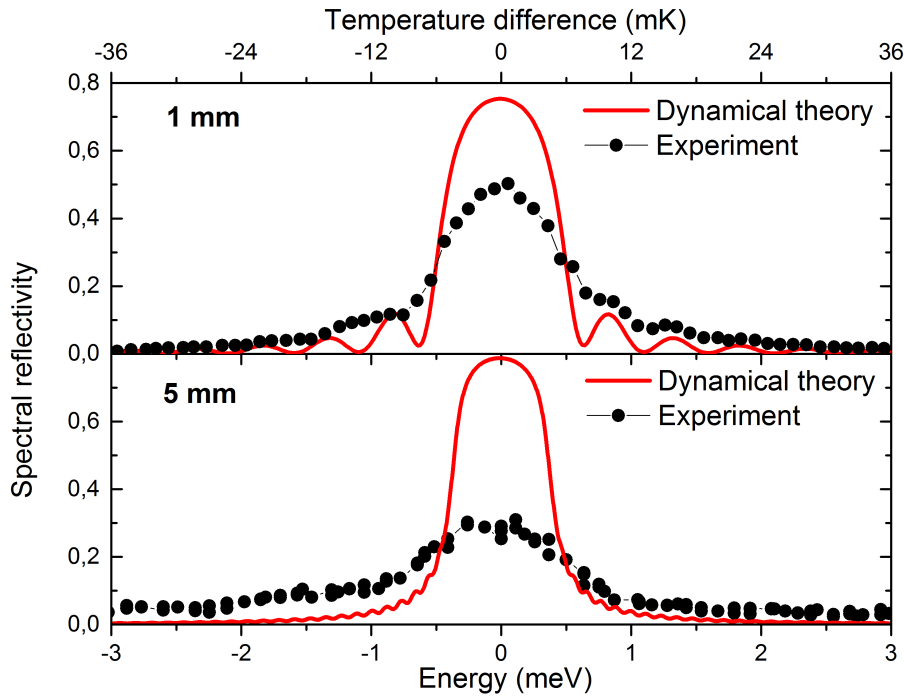 Temperature difference (mK)
-36 -24 -12 0 12 24 36
0,8
1 mm
Dynamical theory
Experiment
0,6
0,4
0,2
0,0
Spectral reflectivity
5 mm
Dynamical theory
Experiment
0,6
0,4
0,2
0,0
-3 -2 -1 0 1 2 3
Energy (meV)